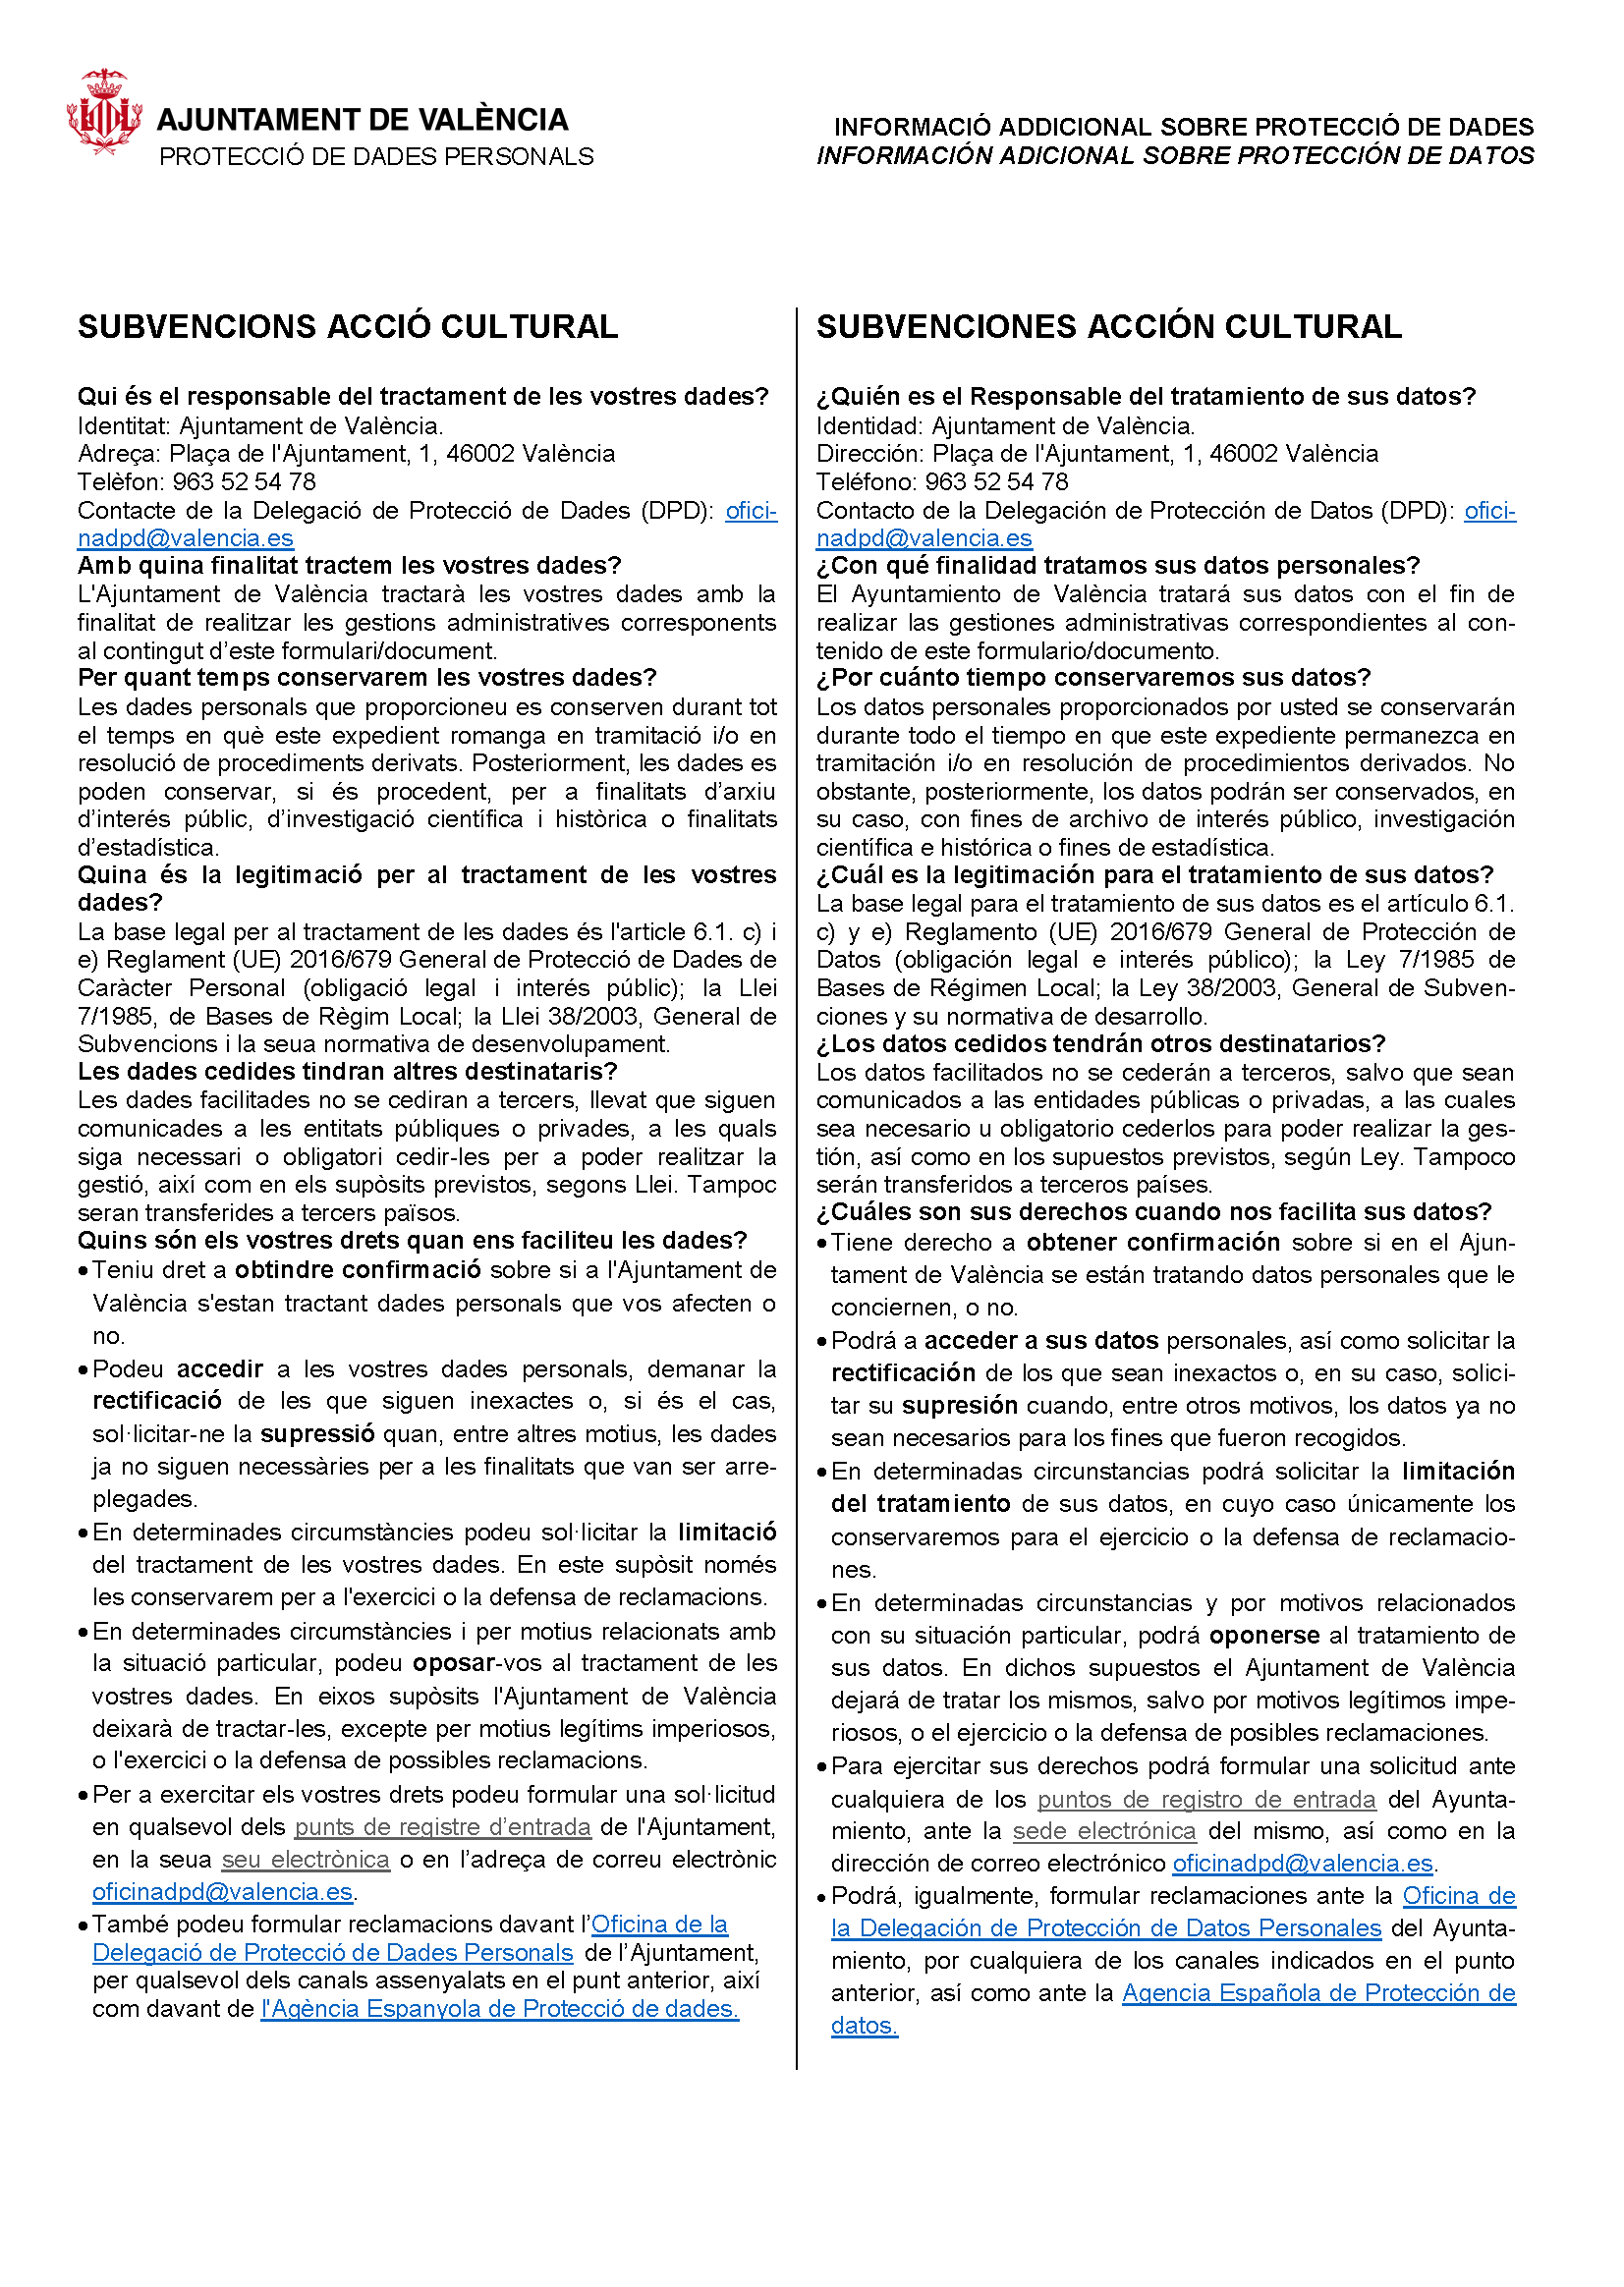 AJUNTAMENT DE VALÈNCIA
PROTECCIÓ DE DADES PERSONALS
INFORMACIÓ ADDICIONAL SOBRE PROTECCIÓ DE DADES
INFORMACIÓN ADICIONAL SOBRE PROTECCIÓN DE DATOS
SUBVENCIONS ACCIÓ CULTURAL
Qui és el responsable del tractament de les vostres dades?
Identitat: Ajuntament de València.
Adreça: Plaça de l'Ajuntament, 1, 46002 València
Telèfon: 963 52 54 78
Contacte de la Delegació de Protecció de Dades (DPD): ofici-
nadpd@valencia.es
Amb quina finalitat tractem les vostres dades?
L'Ajuntament de València tractarà les vostres dades amb la
finalitat de realitzar les gestions administratives corresponents
al contingut d’este formulari/document.
Per quant temps conservarem les vostres dades?
Les dades personals que proporcioneu es conserven durant tot
el temps en què este expedient romanga en tramitació i/o en
resolució de procediments derivats. Posteriorment, les dades es
poden conservar, si és procedent, per a finalitats d’arxiu
d’interés públic, d’investigació científica i històrica o finalitats
d’estadística.
Quina és la legitimació per al tractament de les vostres
dades?
La base legal per al tractament de les dades és l'article 6.1. c) i
e) Reglament (UE) 2016/679 General de Protecció de Dades de
Caràcter Personal (obligació legal i interés públic); la Llei
7/1985, de Bases de Règim Local; la Llei 38/2003, General de
Subvencions i la seua normativa de desenvolupament.
Les dades cedides tindran altres destinataris?
Les dades facilitades no se cediran a tercers, llevat que siguen
comunicades a les entitats públiques o privades, a les quals
siga necessari o obligatori cedir-les per a poder realitzar la
gestió, així com en els supòsits previstos, segons Llei. Tampoc
seran transferides a tercers països.
Quins són els vostres drets quan ens faciliteu les dades?
• Teniu dret a obtindre confirmació sobre si a l'Ajuntament de
València s'estan tractant dades personals que vos afecten o
no.
• Podeu accedir a les vostres dades personals, demanar la
rectificació de les que siguen inexactes o, si és el cas,
sol·licitar-ne la supressió quan, entre altres motius, les dades
ja no siguen necessàries per a les finalitats que van ser arre-
plegades.
• En determinades circumstàncies podeu sol·licitar la limitació
del tractament de les vostres dades. En este supòsit només
les conservarem per a l'exercici o la defensa de reclamacions.
• En determinades circumstàncies i per motius relacionats amb
la situació particular, podeu oposar-vos al tractament de les
vostres dades. En eixos supòsits l'Ajuntament de València
deixarà de tractar-les, excepte per motius legítims imperiosos,
o l'exercici o la defensa de possibles reclamacions.
• Per a exercitar els vostres drets podeu formular una sol·licitud
en qualsevol dels punts de registre d’entrada de l'Ajuntament,
en la seua seu electrònica o en l’adreça de correu electrònic
oficinadpd@valencia.es.
• També podeu formular reclamacions davant l’Oficina de la
Delegació de Protecció de Dades Personals de l’Ajuntament,
per qualsevol dels canals assenyalats en el punt anterior, així
com davant de l'Agència Espanyola de Protecció de dades.
SUBVENCIONES ACCIÓN CULTURAL
¿Quién es el Responsable del tratamiento de sus datos?
Identidad: Ajuntament de València.
Dirección: Plaça de l'Ajuntament, 1, 46002 València
Teléfono: 963 52 54 78
Contacto de la Delegación de Protección de Datos (DPD): ofici-
nadpd@valencia.es
¿Con qué finalidad tratamos sus datos personales?
El Ayuntamiento de València tratará sus datos con el fin de
realizar las gestiones administrativas correspondientes al con-
tenido de este formulario/documento.
¿Por cuánto tiempo conservaremos sus datos?
Los datos personales proporcionados por usted se conservarán
durante todo el tiempo en que este expediente permanezca en
tramitación i/o en resolución de procedimientos derivados. No
obstante, posteriormente, los datos podrán ser conservados, en
su caso, con fines de archivo de interés público, investigación
científica e histórica o fines de estadística.
¿Cuál es la legitimación para el tratamiento de sus datos?
La base legal para el tratamiento de sus datos es el artículo 6.1.
c) y e) Reglamento (UE) 2016/679 General de Protección de
Datos (obligación legal e interés público); la Ley 7/1985 de
Bases de Régimen Local; la Ley 38/2003, General de Subven-
ciones y su normativa de desarrollo.
¿Los datos cedidos tendrán otros destinatarios?
Los datos facilitados no se cederán a terceros, salvo que sean
comunicados a las entidades públicas o privadas, a las cuales
sea necesario u obligatorio cederlos para poder realizar la ges-
tión, así como en los supuestos previstos, según Ley. Tampoco
serán transferidos a terceros países.
¿Cuáles son sus derechos cuando nos facilita sus datos?
• Tiene derecho a obtener confirmación sobre si en el Ajun-
tament de València se están tratando datos personales que le
conciernen, o no.
• Podrá a acceder a sus datos personales, así como solicitar la
rectificación de los que sean inexactos o, en su caso, solici-
tar su supresión cuando, entre otros motivos, los datos ya no
sean necesarios para los fines que fueron recogidos.
• En determinadas circunstancias podrá solicitar la limitación
del tratamiento de sus datos, en cuyo caso únicamente los
conservaremos para el ejercicio o la defensa de reclamacio-
nes.
• En determinadas circunstancias y por motivos relacionados
con su situación particular, podrá oponerse al tratamiento de
sus datos. En dichos supuestos el Ajuntament de València
dejará de tratar los mismos, salvo por motivos legítimos impe-
riosos, o el ejercicio o la defensa de posibles reclamaciones.
• Para ejercitar sus derechos podrá formular una solicitud ante
cualquiera de los puntos de registro de entrada del Ayunta-
miento, ante la sede electrónica del mismo, así como en la
dirección de correo electrónico oficinadpd@valencia.es.
• Podrá, igualmente, formular reclamaciones ante la Oficina de
la Delegación de Protección de Datos Personales del Ayunta-
miento, por cualquiera de los canales indicados en el punto
anterior, así como ante la Agencia Española de Protección de
datos.